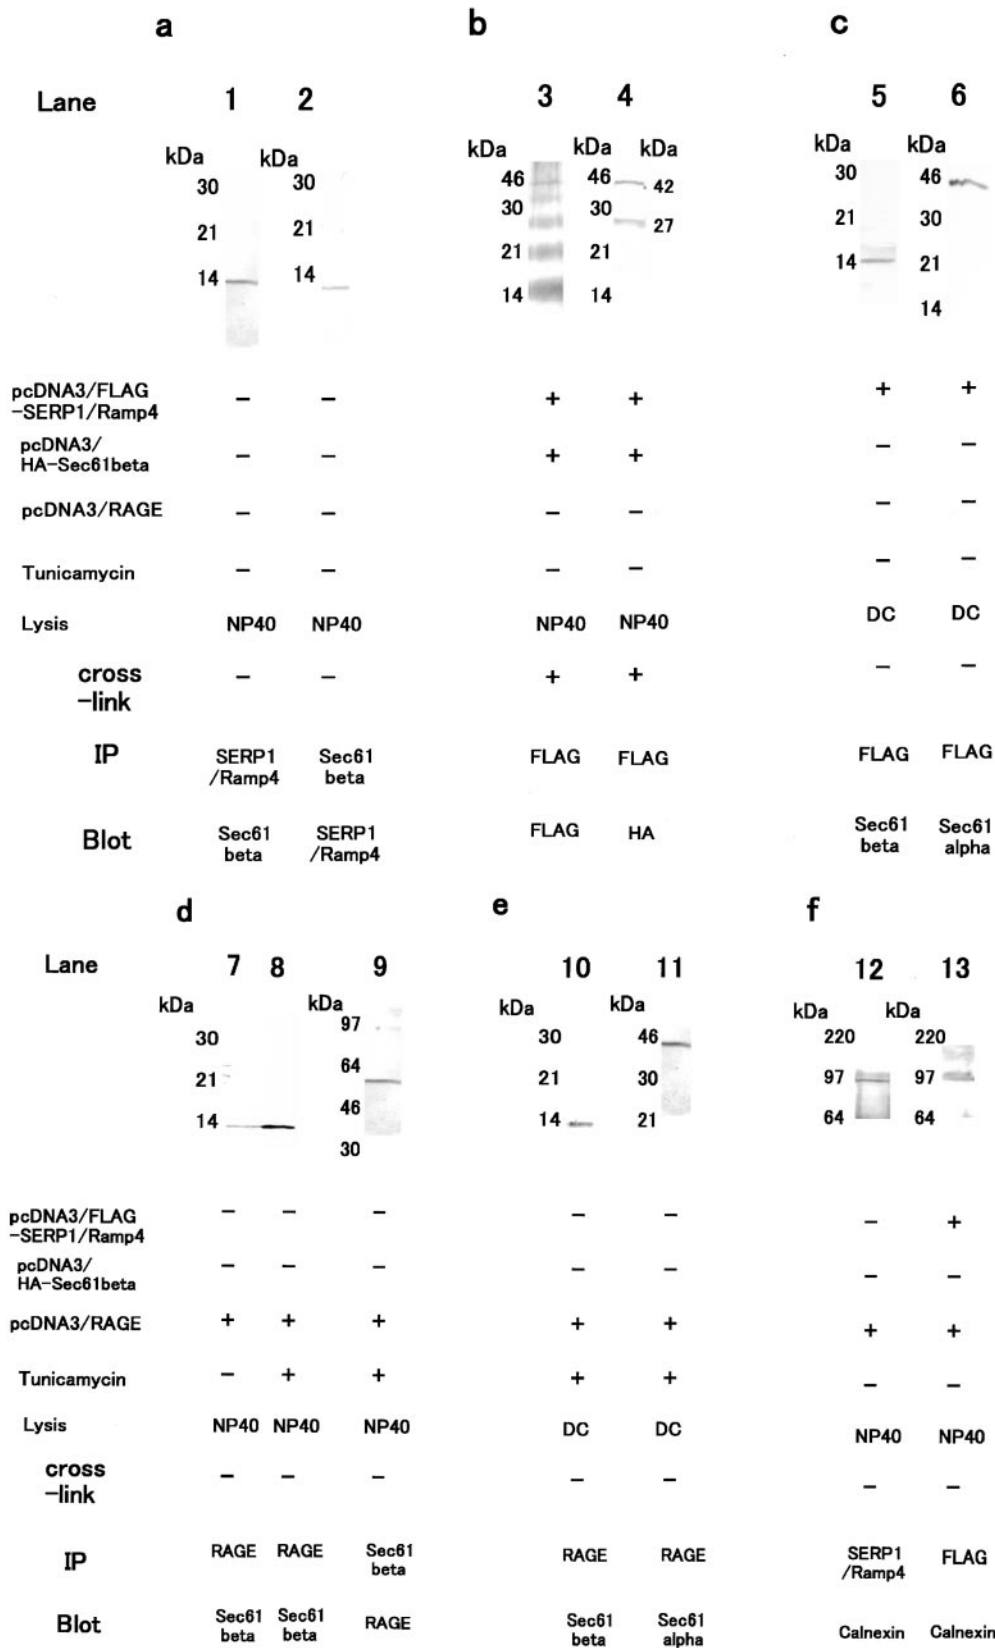 a b c
Lane 1 2 3 4 5 6
kDa kDa kDa kDa kDa kDa kDa
30 30 46 46 42 30 46
21 21 30 30 27 21 30
14 14 21 21 14 21
14 14 14
pcDNA3/FLAG
-SERP1/Ramp4 - - + + + +
pcDNA3/
HA-Sec61beta - - + + - -
pcDNA3/RAGE - - - - - -
Tunicamycin - - - - - -
Lysis NP40 NP40 NP40 NP40 DC DC
cross
-link - - + + - -
IP SERP1 Sec61 FLAG FLAG FLAG FLAG
/Ramp4 beta
Blot Sec61 SERP1 FLAG HA Sec61 Sec61
beta /Ramp4 beta alpha
d e f
Lane 7 8 9 10 11 12 13
kDa kDa kDa kDa kDa kDa
30 97 30 46 220 220
21 64 21 30 97 97
14 46 14 21 64 64
30
pcDNA3/FLAG
-SERP1/Ramp4 - - - - - - +
pcDNA3/
HA-Sec61beta - - - - - - -
pcDNA3/RAGE + + + + + + +
Tunicamycin - + + + + - -
Lysis NP40 NP40 NP40 DC DC NP40 NP40
cross
-link - - - - - - -
IP RAGE RAGE Sec61 RAGE RAGE SERP1 FLAG
beta /Ramp4
Blot Sec61 Sec61 RAGE Sec61 Sec61 Calnexin Calnexin
beta beta beta alpha